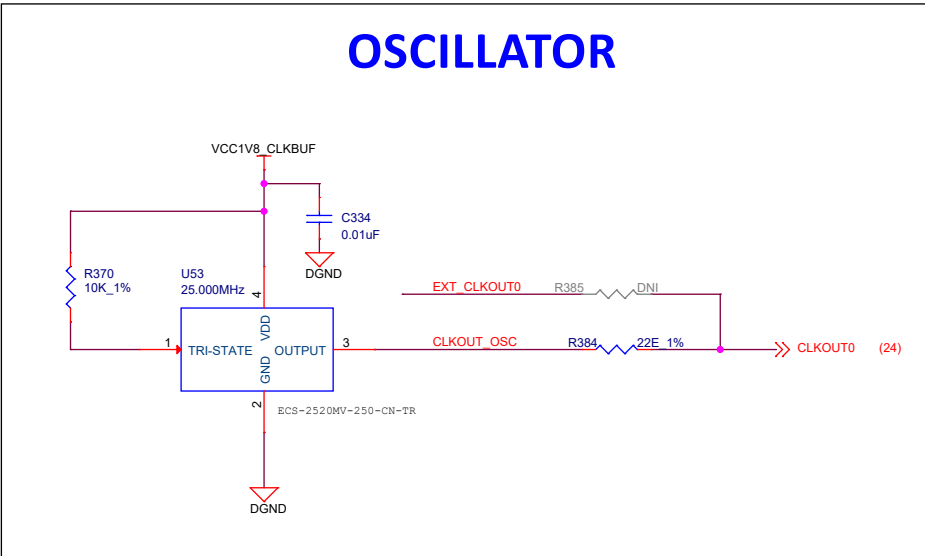 OSCILLATOR
VCC1V8_CLKBUF
C334
0.01uF
DGND
R370
10K_1%
U53
25.000MHz
4
EXT_CLKOUT0
R385
DNI
1
TRI-STATE
VDD
GND
OUTPUT
3
CLKOUT_OSC
R384
22E_1%
CLKOUT0 (24)
2
ECS-2520MV-250-CN-TR
DGND